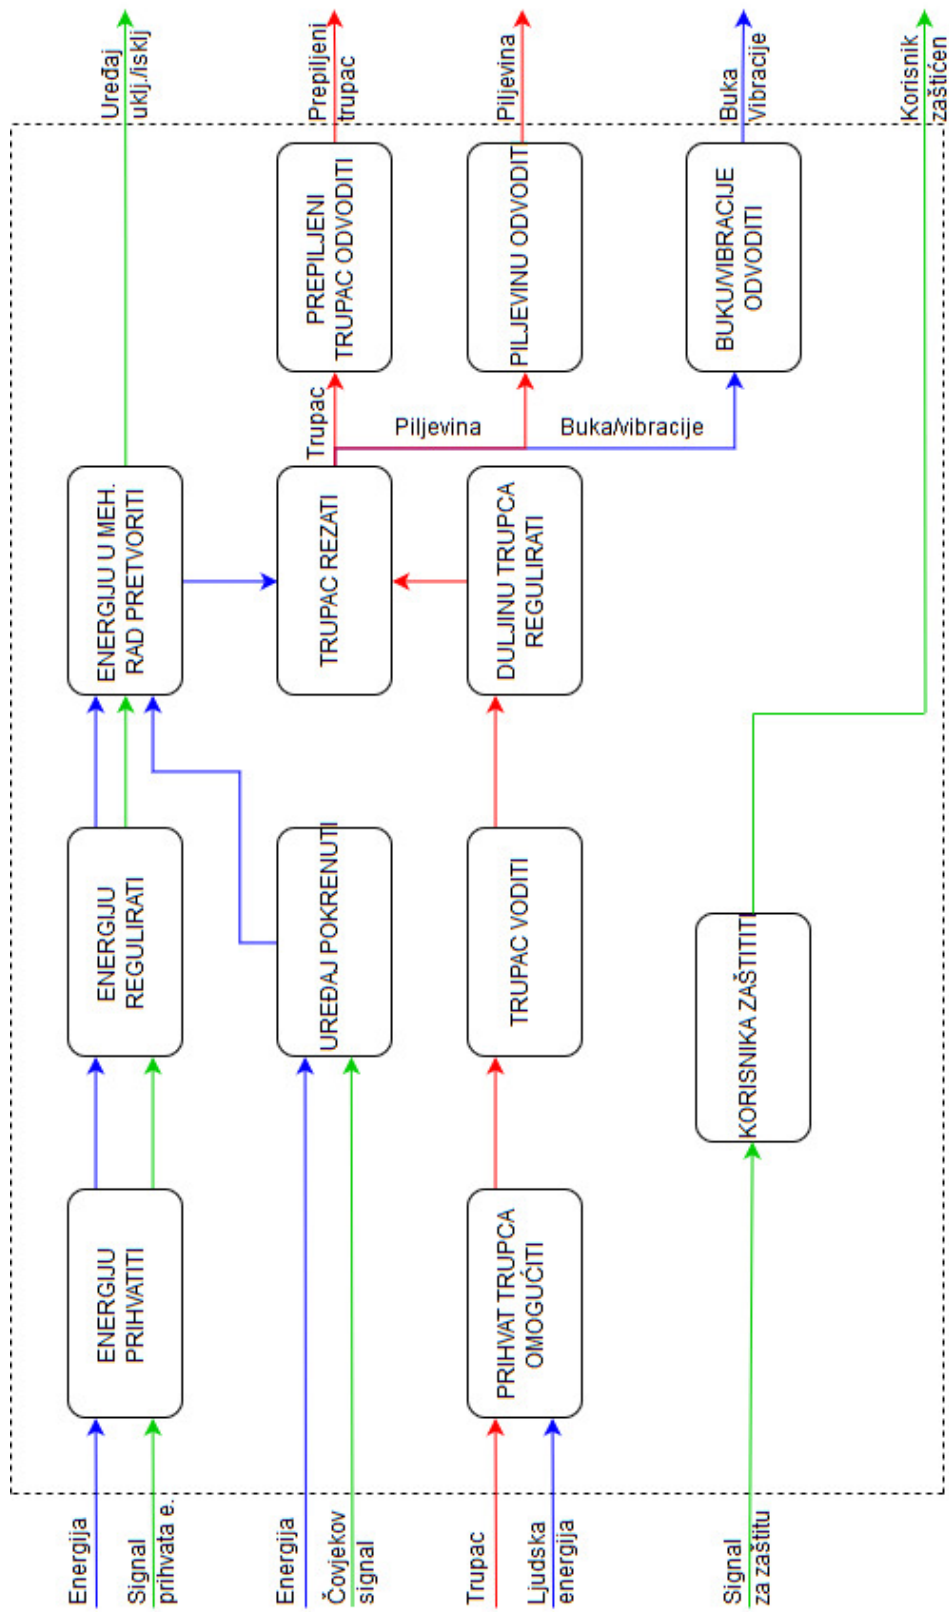 Energija
Signal
prihvata e.
ENERGIJU
PRIHVATITI
ENERGIJU
REGULIRATI
ENERGIJU U MEH.
RAD PRETVORITI
Uređaj
uklj./isklj
Energija
Čovjekov
signal
UREĐAJ POKRENUTI
TRUPAC REZATI
Trupac
PREPILJENI
TRUPAC ODVODITI
Prepiljeni
trupac
Piljevina
Trupac
Ljudska
energija
PRIHVAT TRUPCA
OMOGUĆITI
TRUPAC VODITI
DULJINU TRUPCA
REGULIRATI
PILJEVINU ODVODITI
Piljevina
Buka/vibracije
BUKU/VIBRACIJE
ODVODITI
Buka
Vibracije
Signal
za zaštitu
KORISNIKA ZAŠTITITI
Korisnik
zaštićen